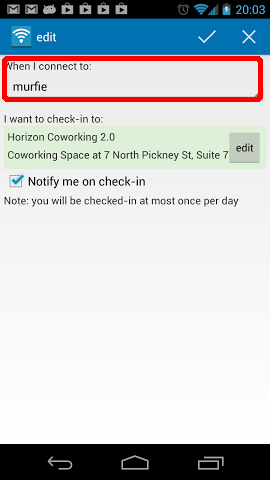 20:03
edit
When I connect to:
murfie
I want to check-in to:
Horizon Coworking 2.0
Coworking Space at 7 North Pickney St, Suite 7
edit
Notify me on check-in
Note: you will be checked-in at most once per day